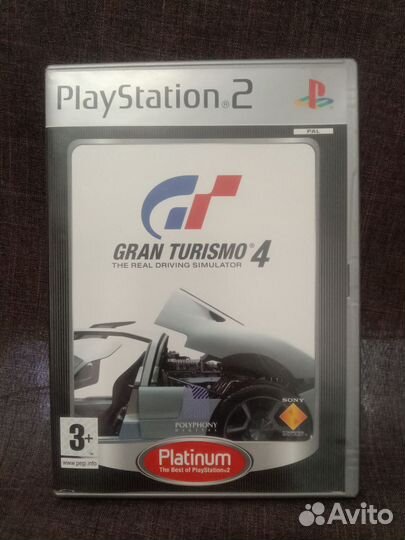 PlayStation®2
PAL
GRAN TURISMO®4
THE REAL DRIVING SIMULATOR
SONY
POLYPHONY
DIGITAL
3+
www.pegi.info
Platinum
The Best of PlayStation®2
Avito